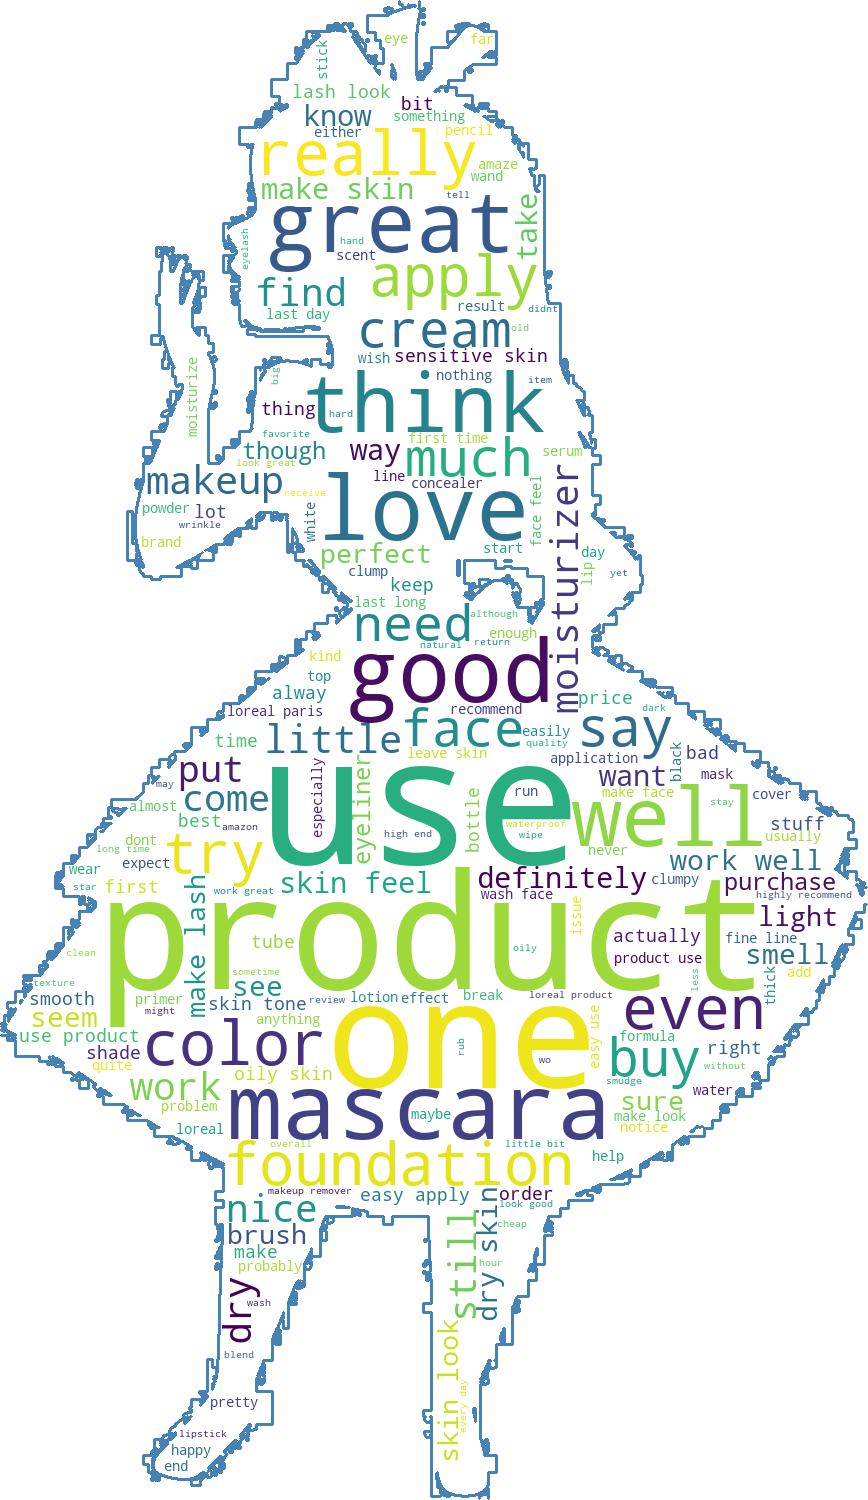 eye
far
stick
lash look
bit
something
know
either
pencil
really
amaze
wand
make skin
tell
great
take
eyelash
hand
scent
apply
find
last day
result
didnt
cream
old
wish
sensitive skin
big
nothing
item
moisturize
think
thing
hard
favorite
first time
though
way
much
serum
look great
makeup
line
concealer
receive
face feel
moisturizer
powder
lot
wrinkle
white
love
brand
perfect
start
day
clump
keep
lip
yet
last long
although
need
enough
natural
return
kind
good
top
alway
price
loreal paris
recommend
dark
time
little
face
easily
say
quality
leave skin
black
bad
put
especially
eyeliner
application
want
mask
may
use
bottle
run
make face
cover
come
stay
almost
best
amazon
high end
waterproof
wipe
well
stuff
usually
dont
long time
try
never
expect
work well
wear
star
first
make lash
work great
skin feel
definitely
wash face
clumpy
purchase
highly recommend
product
issue
light
tube
oily
actually
fine line
clean
product use
smell
texture
sometime
less
thick
add
see
smooth
primer
might
skin tone
review
lotion
effect
break
loreal product
even
seem
anything
one
easy use
use product
color
rub
formula
shade
wo
buy
right
quite
oily skin
without
work
smudge
water
problem
mascara
maybe
sure
make look
loreal
notice
overall
little bit
foundation
help
makeup remover
easy apply
order
nice
look good
brush
still
dry skin
cheap
make
probably
hour
dry
wash
skin look
blend
every day
pretty
lipstick
happy
end